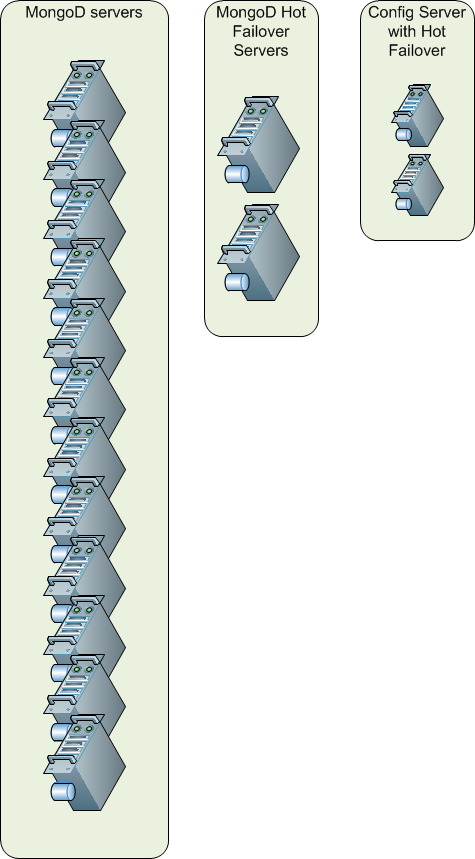 MongoD servers
MongoD Hot
Failover
Servers
Config Server
with Hot
Failover